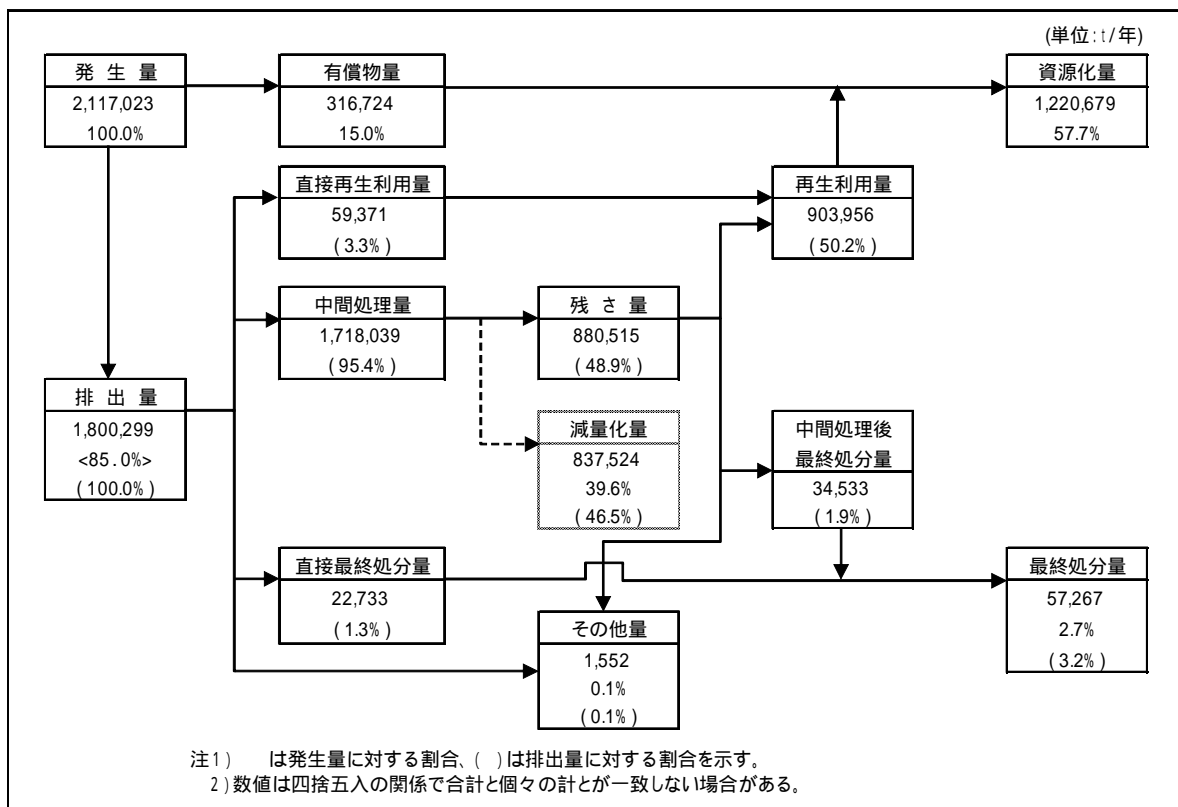 (単位:t/年)
発 生 量
2,117,023
100.0%
有償物量
316,724
15.0%
資源化量
1,220,679
57.7%
直接再生利用量
59,371
(3.3%)
再生利用量
903,956
(50.2%)
中間処理量
1,718,039
(95.4%)
残 さ 量
880,515
(48.9%)
排 出 量
1,800,299
<85.0%>
(100.0%)
減量化量
837,524
39.6%
(46.5%)
中間処理後
最終処分量
34,533
(1.9%)
直接最終処分量
22,733
(1.3%)
その他量
1,552
0.1%
(0.1%)
最終処分量
57,267
2.7%
(3.2%)
注1) は発生量に対する割合、( )は排出量に対する割合を示す。
2)数値は四捨五入の関係で合計と個々の計とが一致しない場合がある。